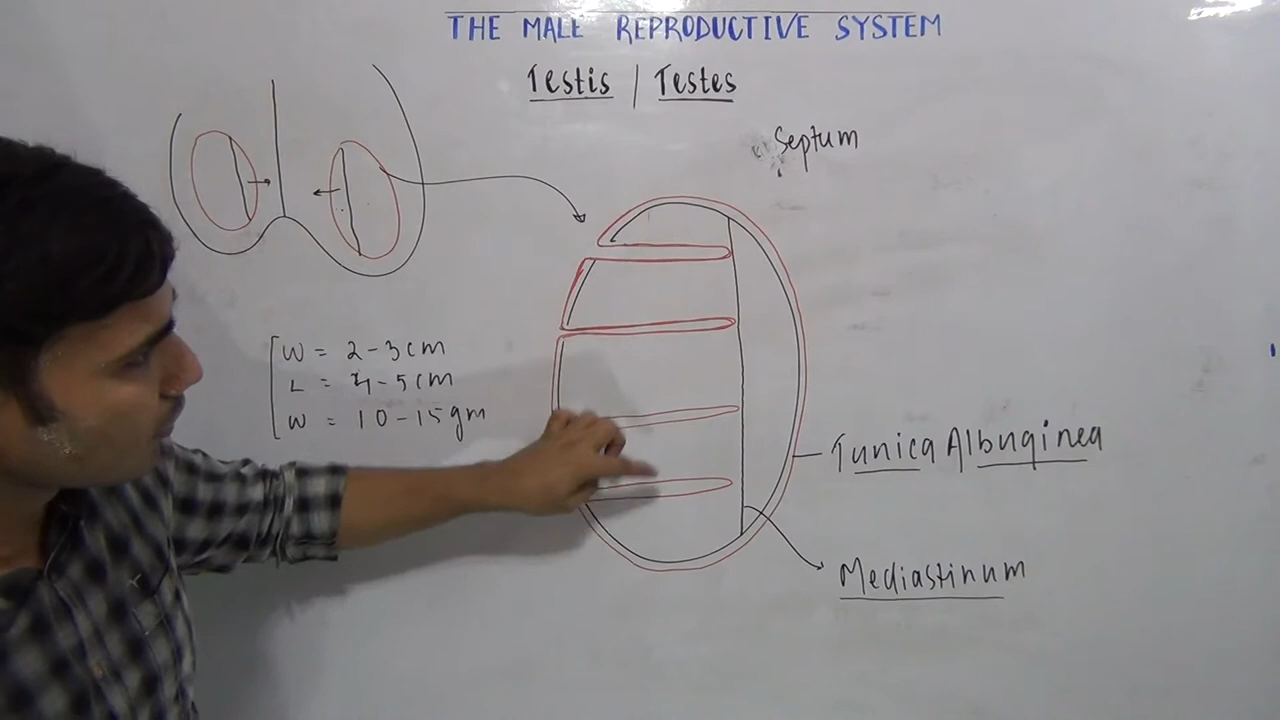 THE MALE REPRODUCTIVE SYSTEM
Testis / Testes
Septum
W = 2-3cm
L = 4-5cm
W = 10-15gm
Tunica Albuginea
Mediastinum